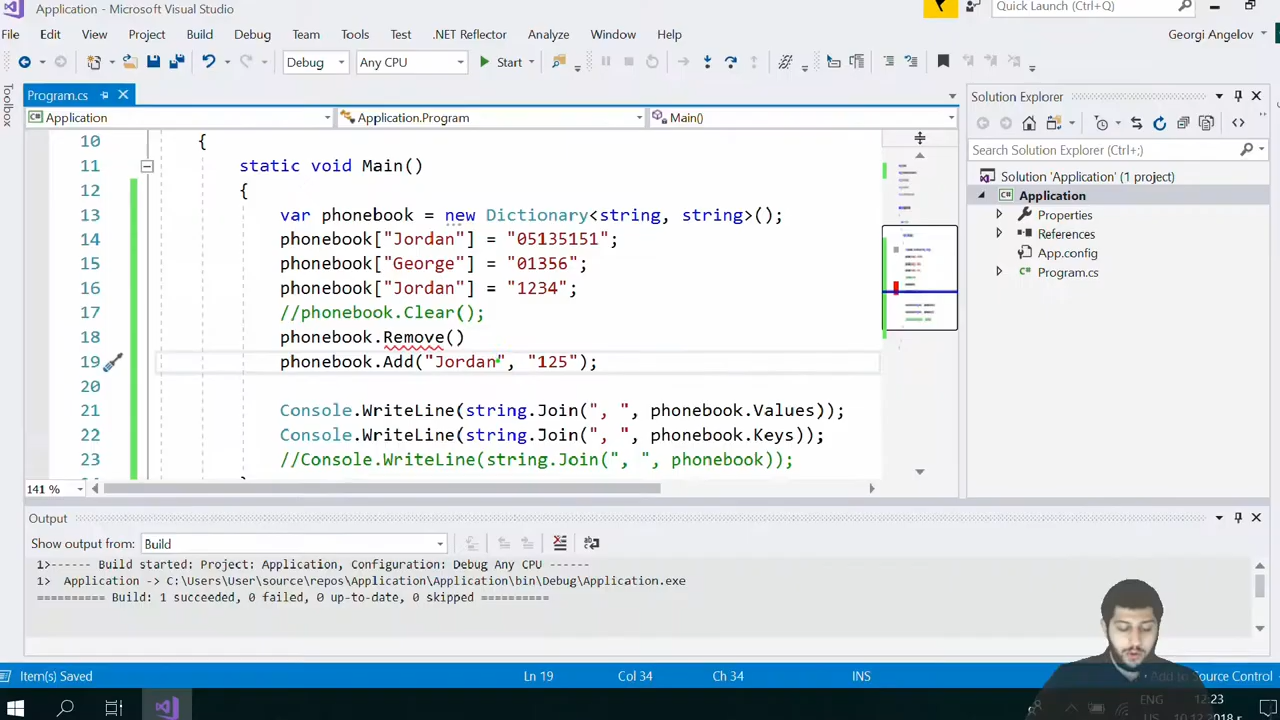 Application - Microsoft Visual Studio
Quick Launch (Ctrl+Q)
File Edit View Project Build Debug Team Tools Test .NET Reflector Analyze Window Help
Georgi Angelov
Debug Any CPU Start
Toolbox
Program.cs
Application Application.Program Main()
10 {
11 static void Main()
12 {
13 var phonebook = new Dictionary<string, string>();
14 phonebook["Jordan"] = "05135151";
15 phonebook["George"] = "01356";
16 phonebook["Jordan"] = "1234";
17 //phonebook.Clear();
18 phonebook.Remove()
19 phonebook.Add("Jordan", "125");
20
21 Console.WriteLine(string.Join(", ", phonebook.Values));
22 Console.WriteLine(string.Join(", ", phonebook.Keys));
23 //Console.WriteLine(string.Join(", ", phonebook));
141 %
Solution Explorer
Search Solution Explorer (Ctrl+;)
Solution 'Application' (1 project)
Application
Properties
References
App.config
Program.cs
Output
Show output from: Build
1>------ Build started: Project: Application, Configuration: Debug Any CPU ------
1> Application -> C:\Users\User\source\repos\Application\Application\bin\Debug\Application.exe
========== Build: 1 succeeded, 0 failed, 0 up-to-date, 0 skipped ==========
Item(s) Saved Ln 19 Col 34 Ch 34 INS Add to Source Control
ENG 12:23
10.12.2018 г.